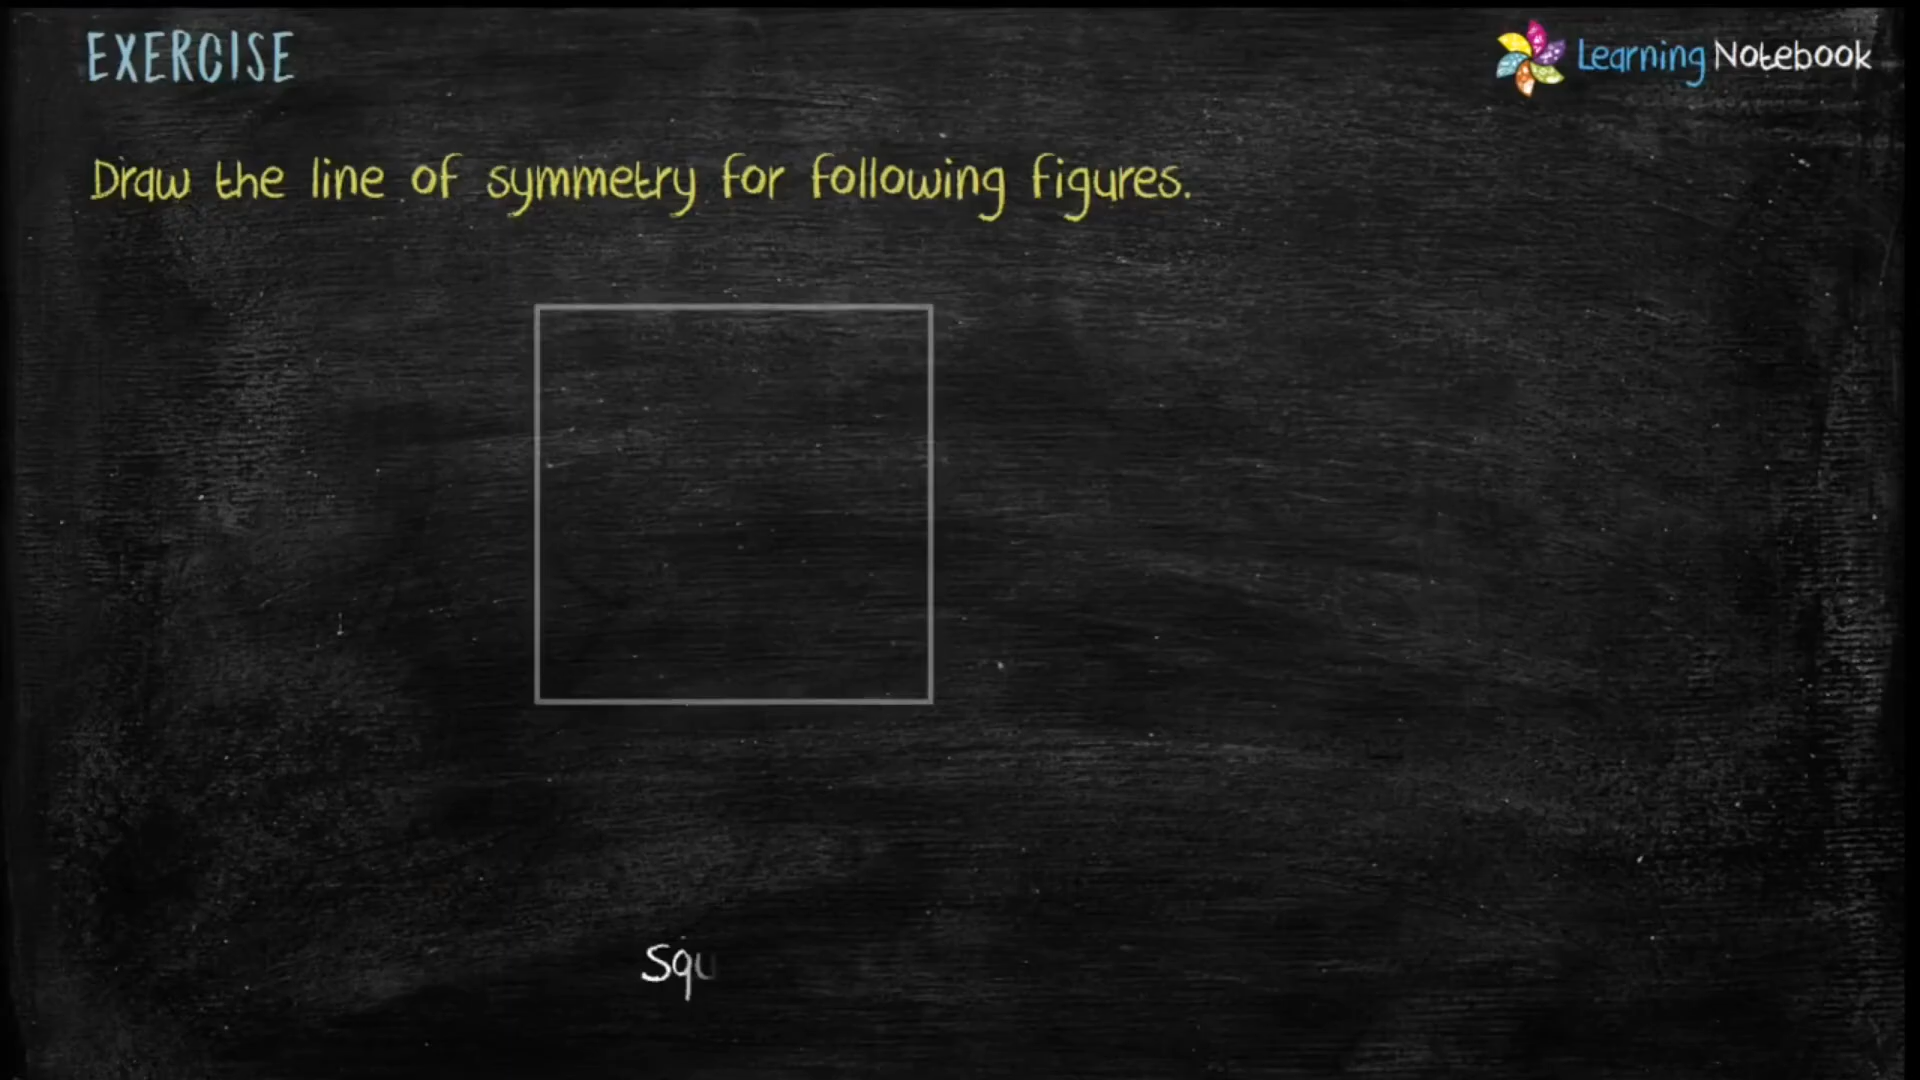 EXERCISE
Learning Notebook
Draw the line of symmetry for following figures.
Squ